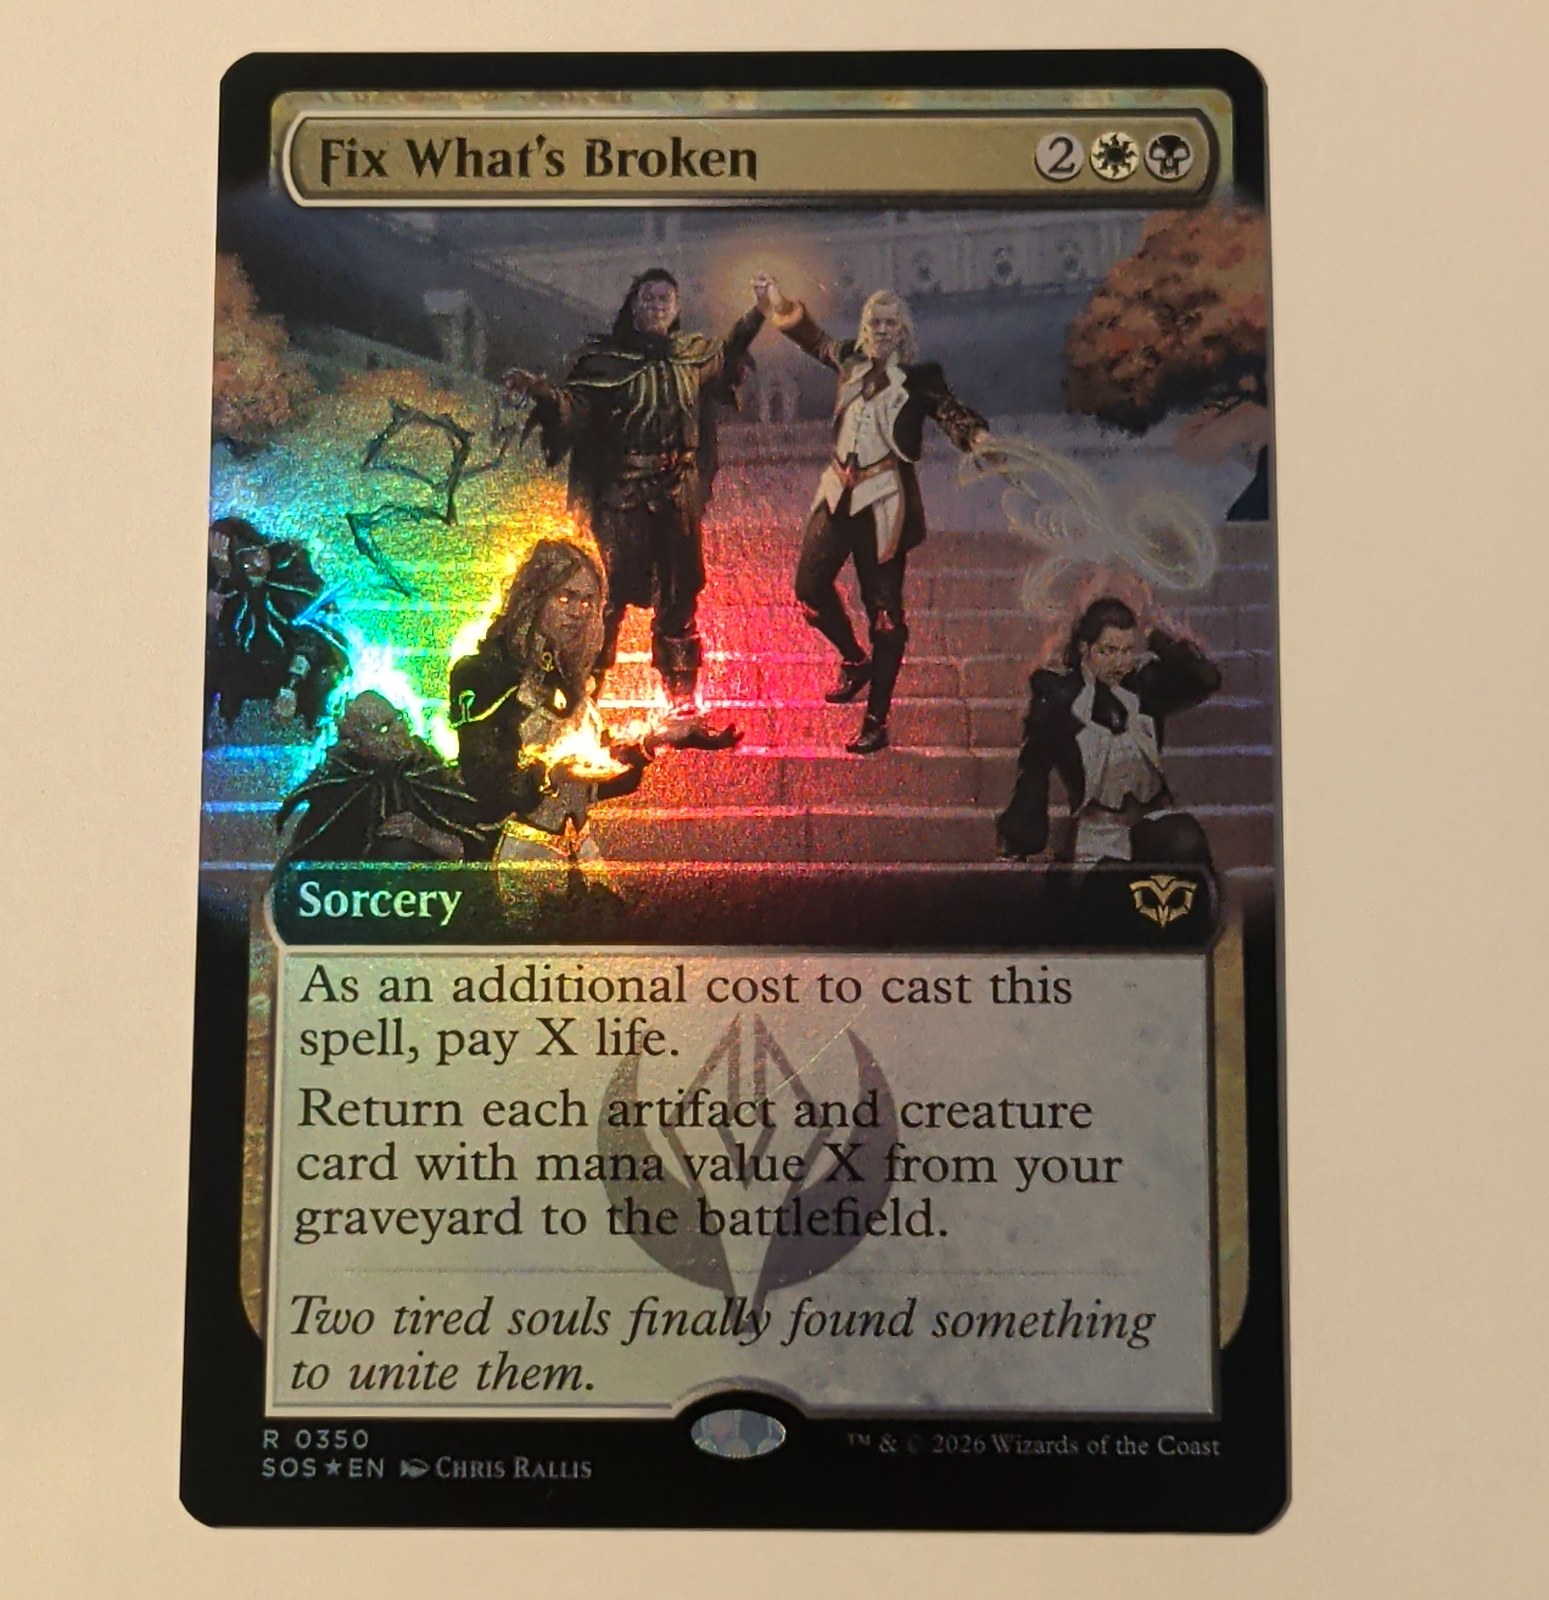 Fix What's Broken 2
Sorcery
As an additional cost to cast this
spell, pay X life.
Return each artifact and creature
card with mana value X from your
graveyard to the battlefield.
Two tired souls finally found something
to unite them.
R 0350
SOS★EN Chris Rallis
™ & © 2026 Wizards of the Coast